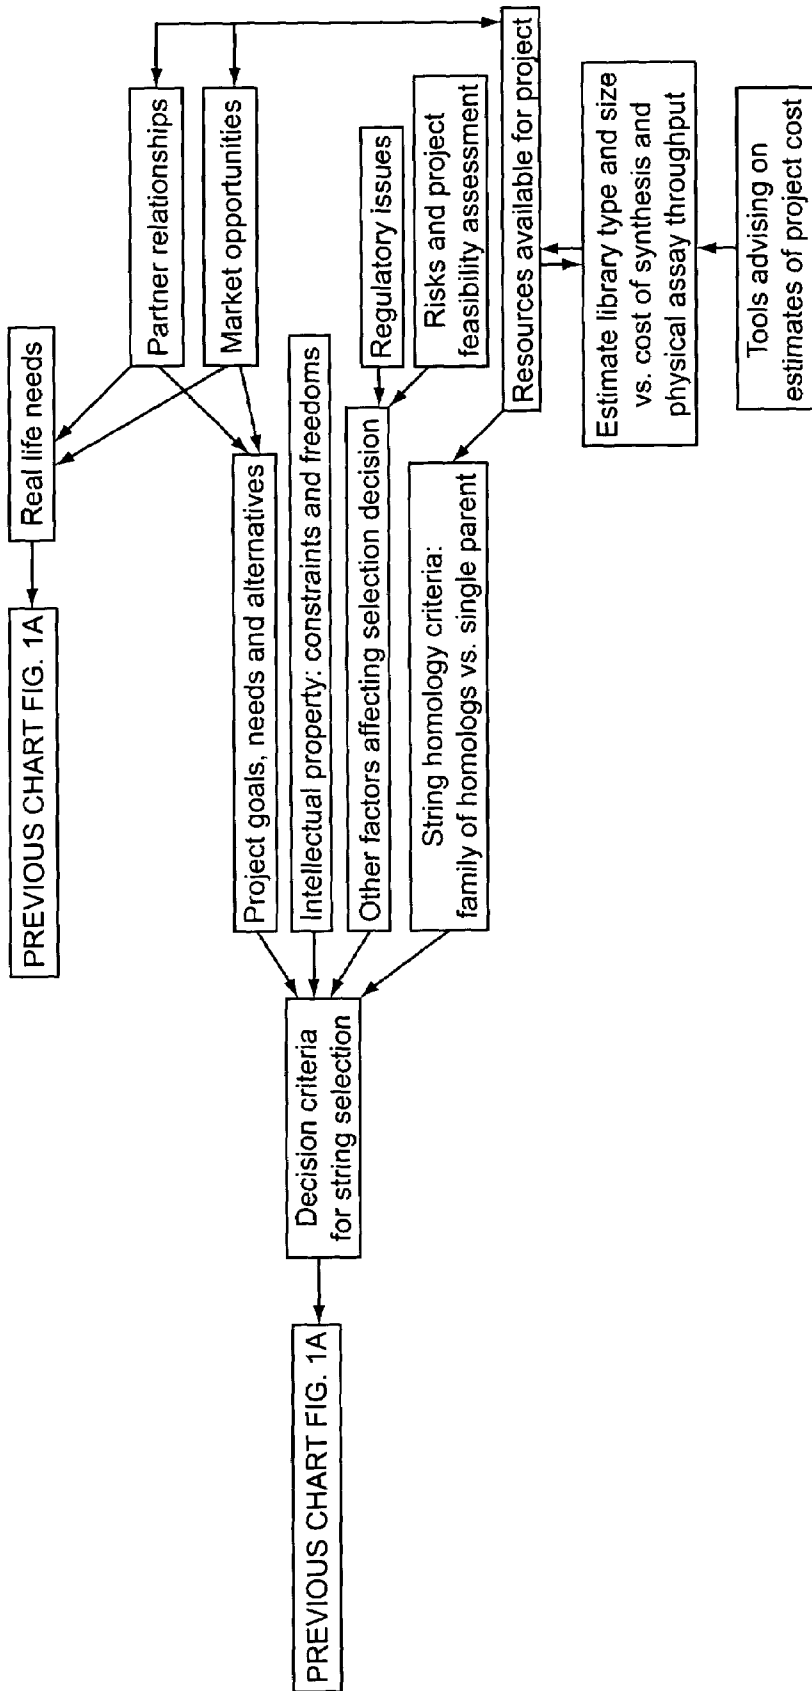 PREVIOUS CHART FIG. 1A
Real life needs
Partner relationships
Market opportunities
PREVIOUS CHART FIG. 1A
Decision criteria
for string selection
Project goals, needs and alternatives
Intellectual property: constraints and freedoms
Other factors affecting selection decision
Regulatory issues
Risks and project
feasibility assessment
String homology criteria:
family of homologs vs. single parent
Resources available for project
Estimate library type and size
vs. cost of synthesis and
physical assay throughput
Tools advising on
estimates of project cost